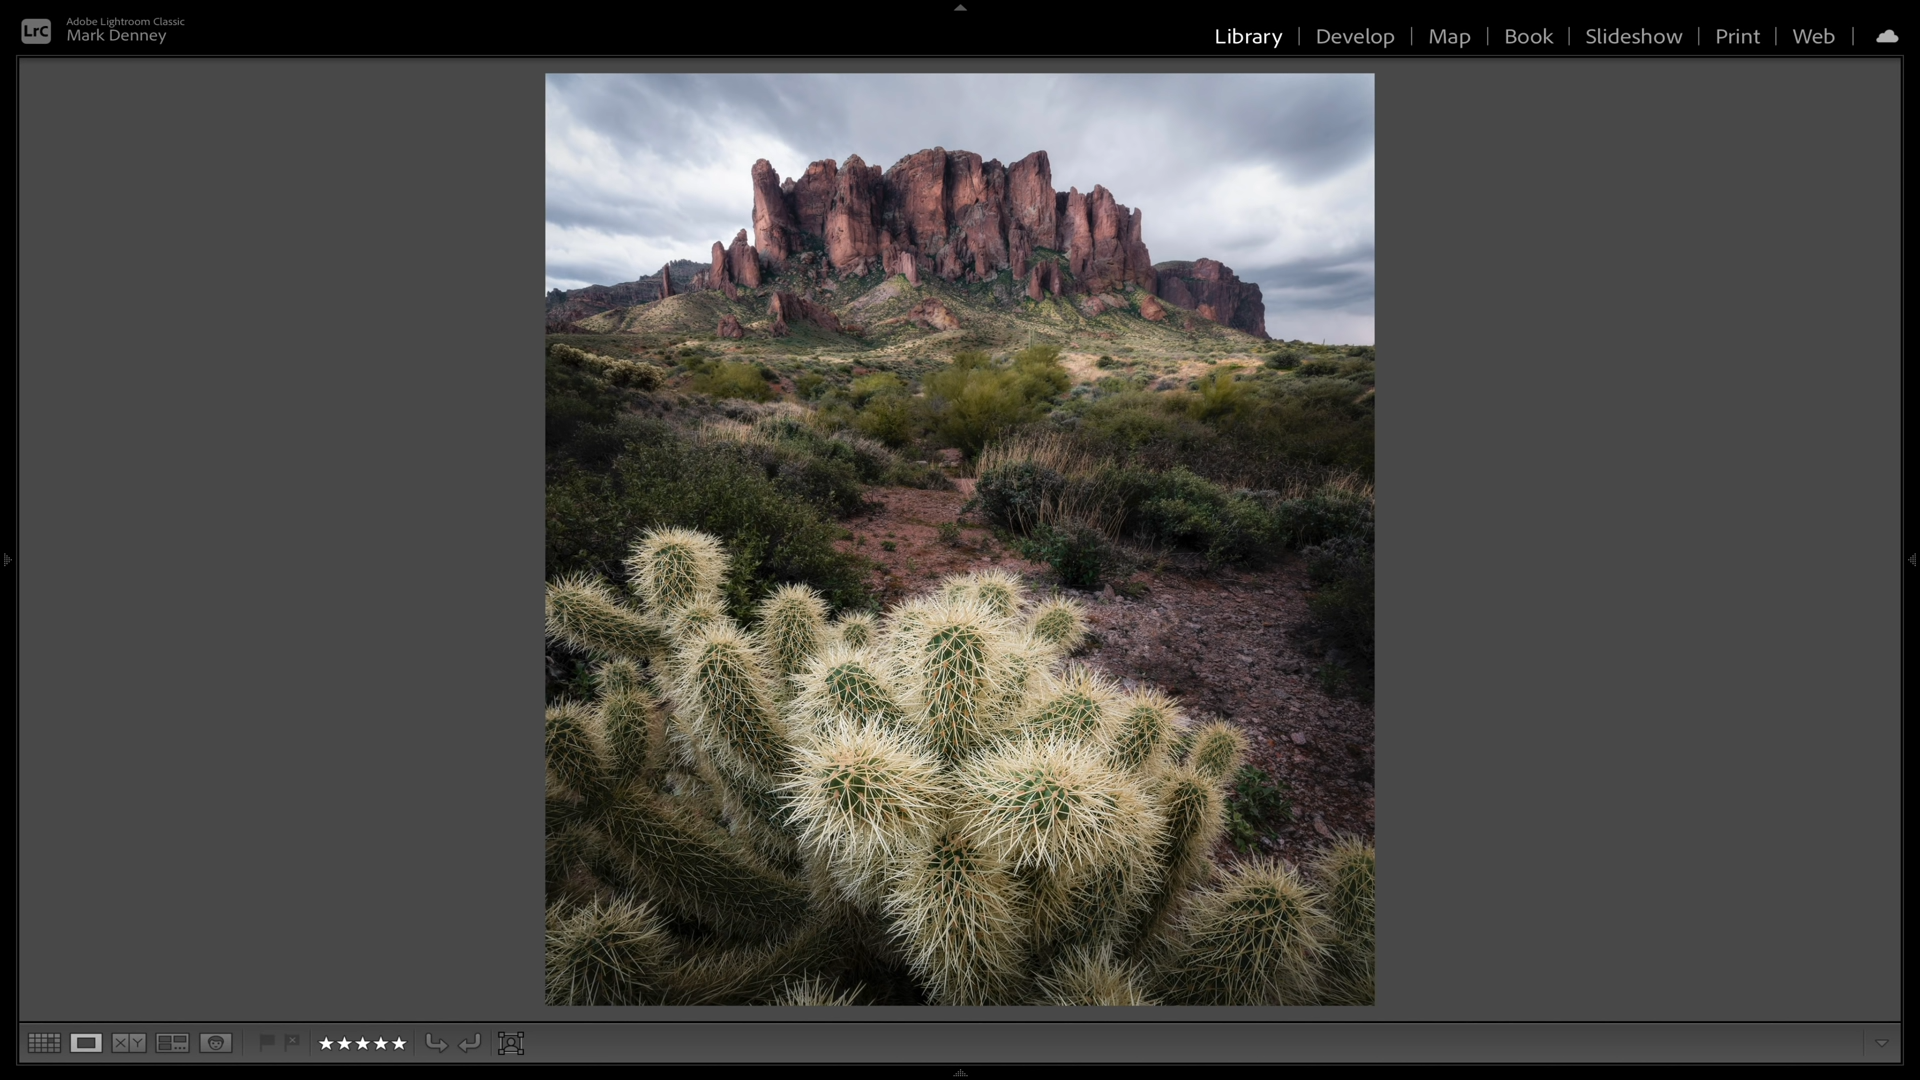 LrC
Adobe Lightroom Classic
Mark Denney
Library | Develop | Map | Book | Slideshow | Print | Web |
X Y